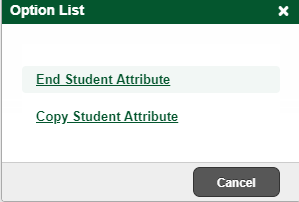 Option List
End Student Attribute
Copy Student Attribute
Cancel